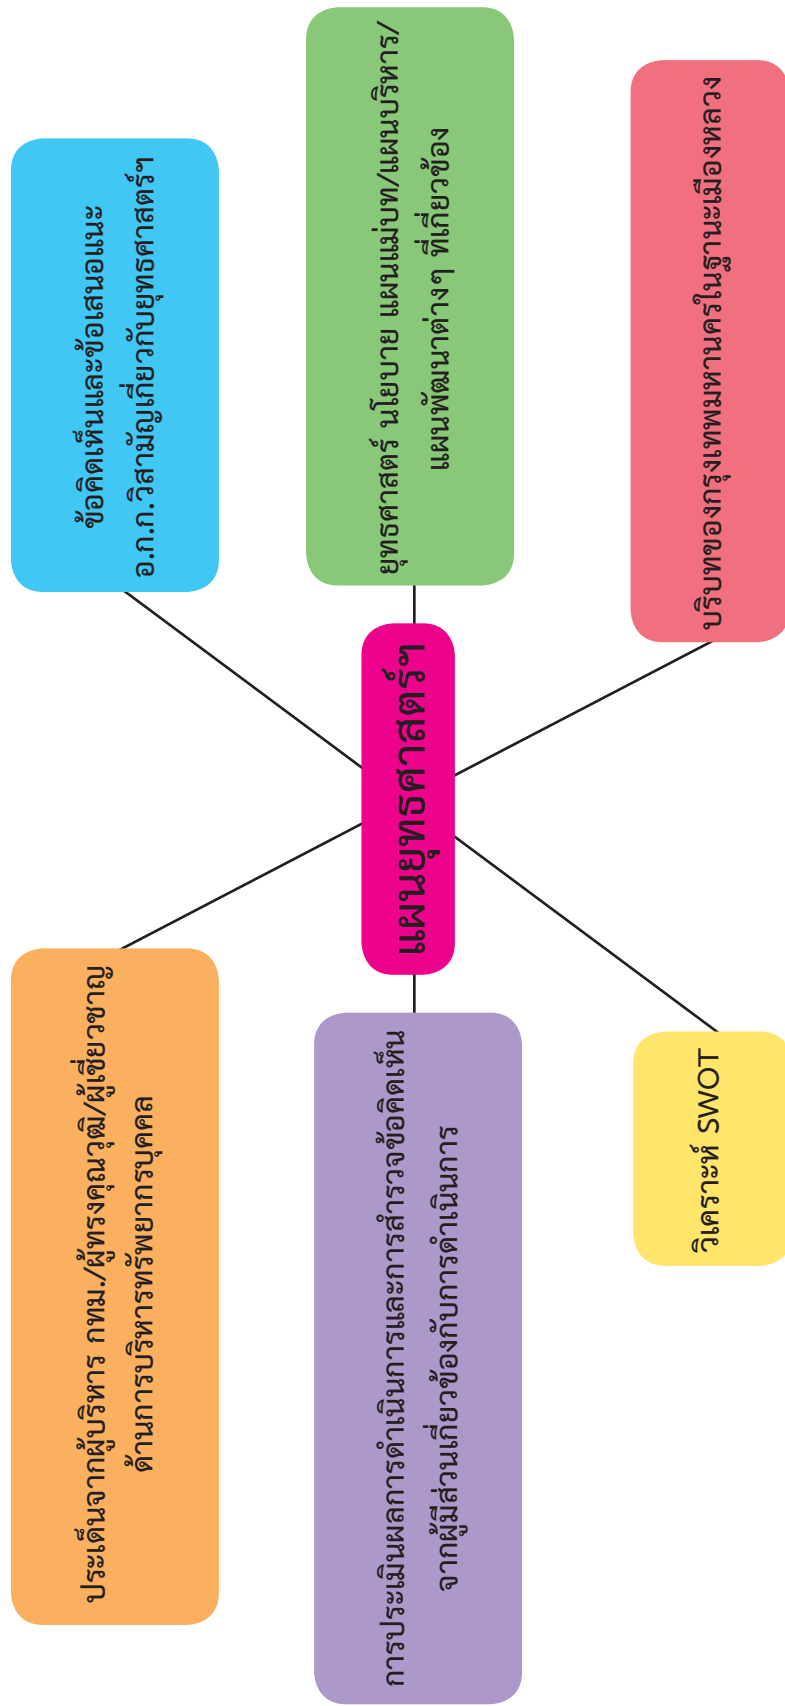 ประเด็นจากผู้บริหาร กทม./ผู้ทรงคุณวุฒิ/ผู้เชี่ยวชาญ
ด้านการบริหารทรัพยากรบุคคล
ข้อคิดเห็นและข้อเสนอแนะ
อ.ก.ก.วิสามัญเกี่ยวกับยุทธศาสตร์ฯ
การประเมินผลการดำเนินการและการสำรวจข้อคิดเห็น
จากผู้มีส่วนเกี่ยวข้องกับการดำเนินการ
แผนยุทธศาสตร์ฯ
ยุทธศาสตร์ นโยบาย แผนแม่บท/แผนบริหาร/
แผนพัฒนาต่างๆ ที่เกี่ยวข้อง
วิเคราะห์ SWOT
บริบทของกรุงเทพมหานครในฐานะเมืองหลวง